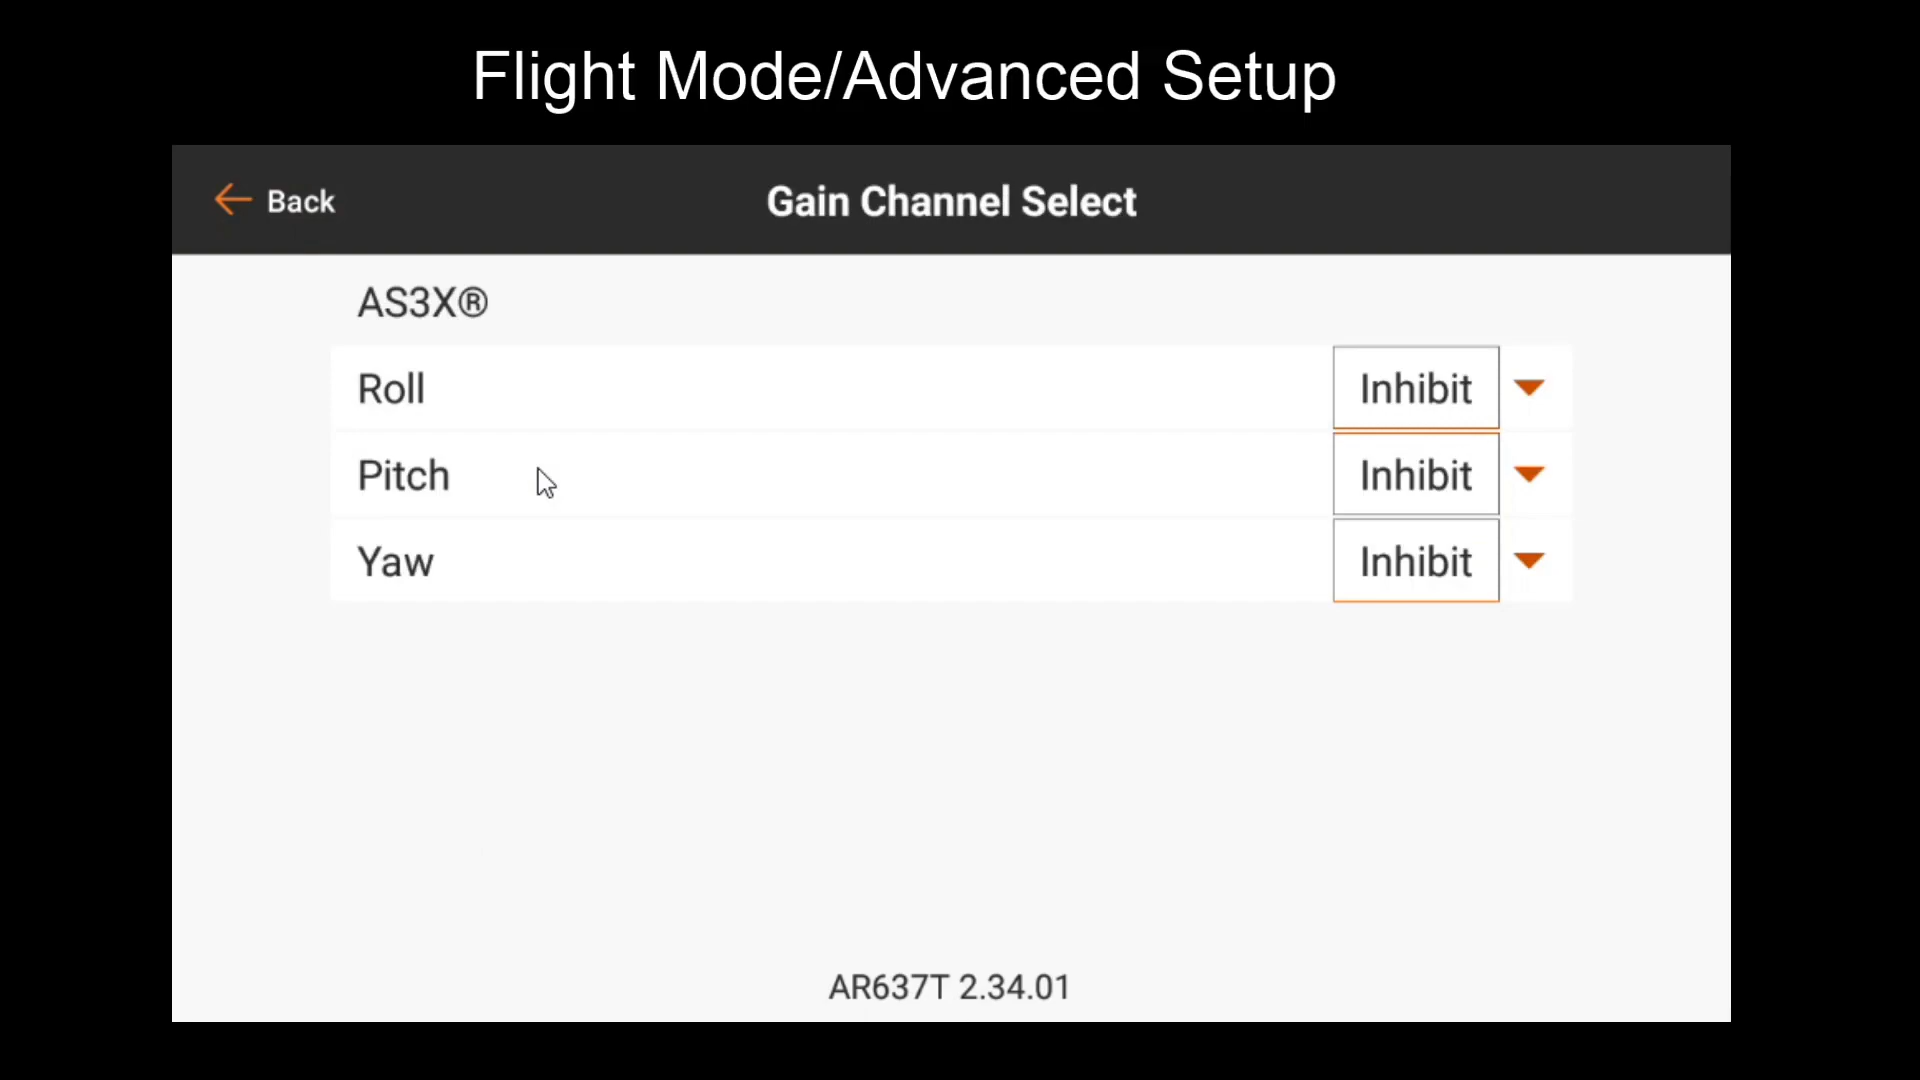 Flight Mode/Advanced Setup
Back
Gain Channel Select
AS3X®
Roll
Inhibit
Pitch
Inhibit
Yaw
Inhibit
AR637T 2.34.01